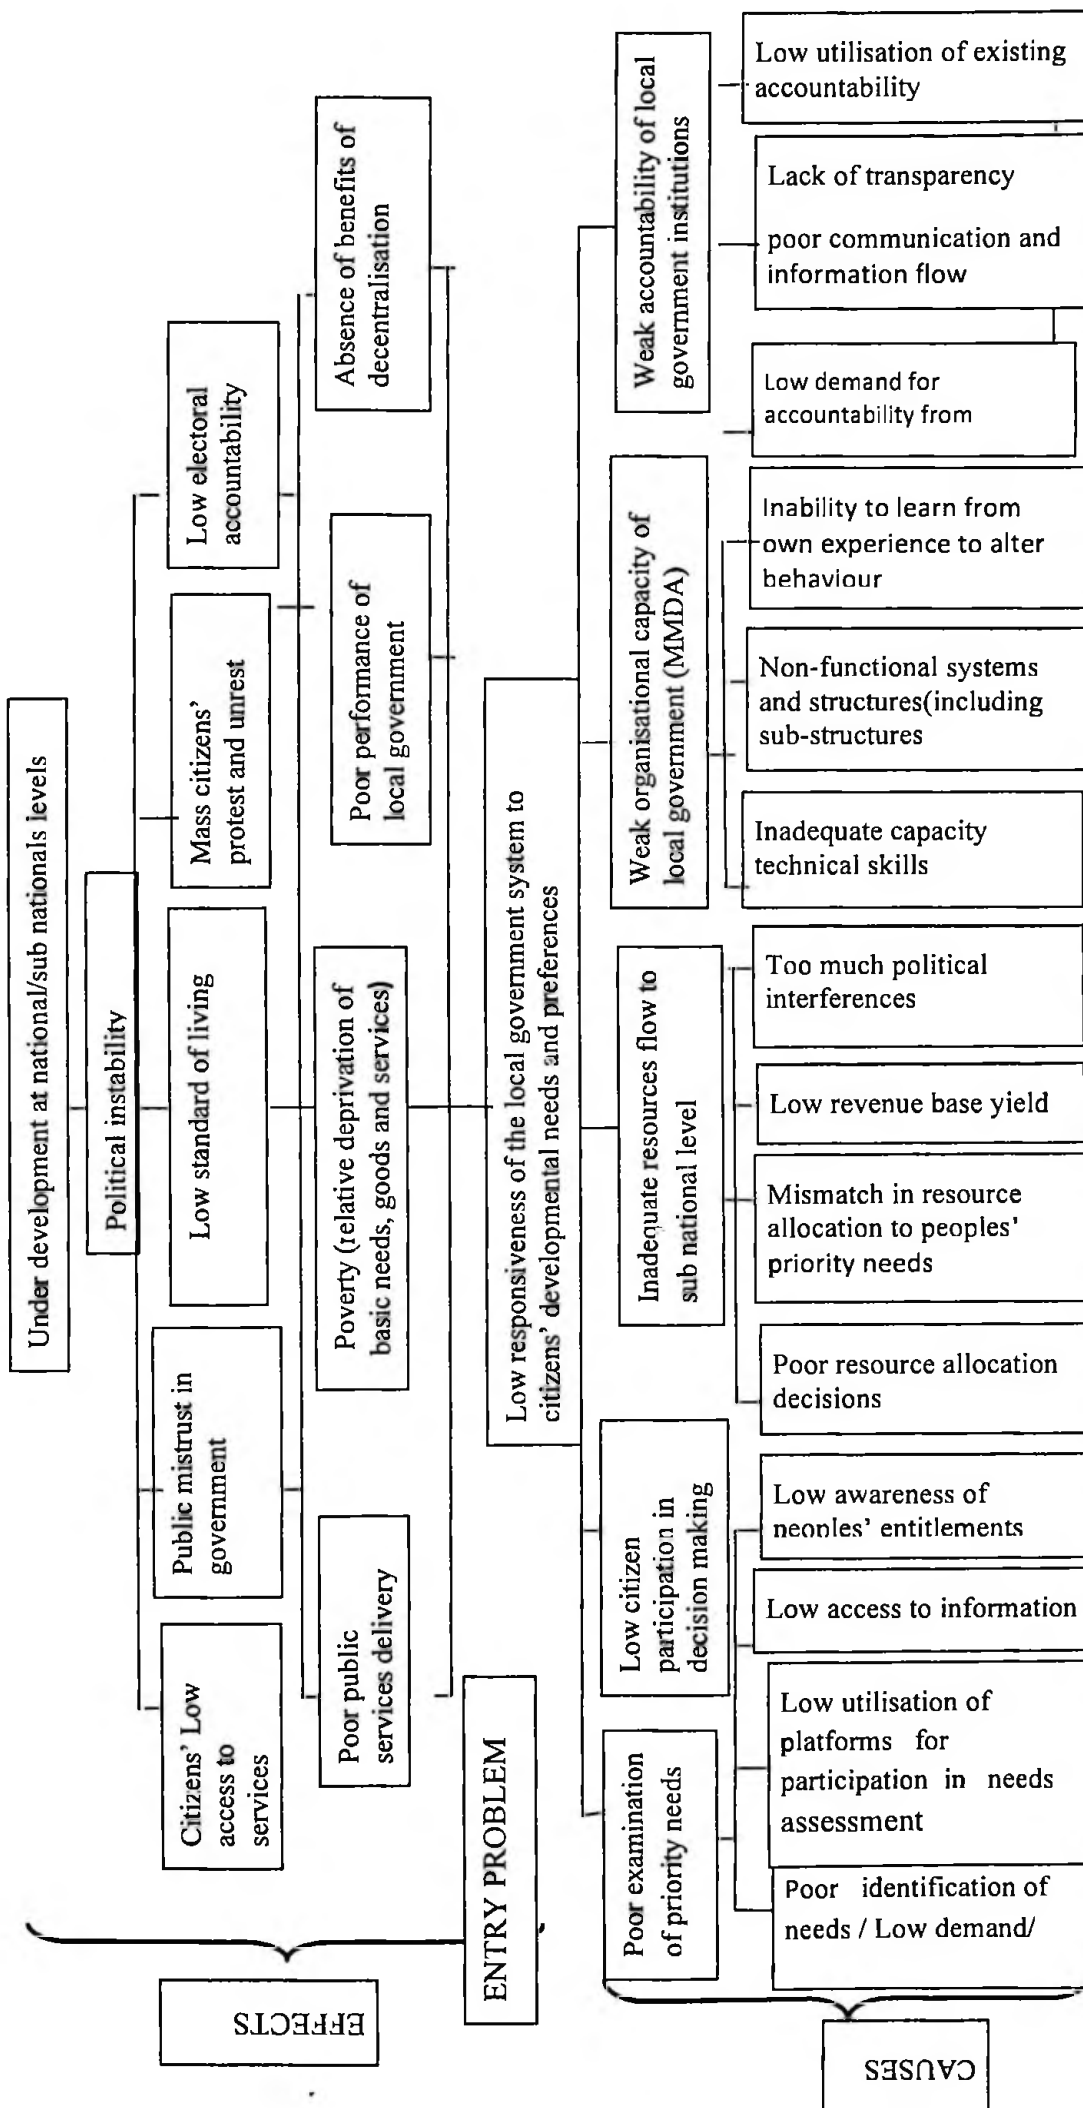 Under development at national/sub nationals levels
Political instability
Citizens' Low
access to
services
Public mistrust in
government
Low standard of living
Mass citizens'
protest and unrest
Low electoral
accountability
EFFECTS
Poor public
services delivery
Poverty (relative deprivation of
basic needs, goods and services)
Poor performance of
local government
Absence of benefits of
decentralisation
ENTRY PROBLEM
Low responsiveness of the local government system to
citizens' developmental needs and preferences
Poor examination
of priority needs
Low citizen
participation in
decision making
Inadequate resources flow to
sub national level
Weak organisational capacity of
local government (MMDA)
Weak accountability of local
government institutions
CAUSES
Poor identification of
needs / Low demand/
Low utilisation of
platforms for
participation in needs
assessment
Low access to information
Low awareness of
neonles' entitlements
Poor resource allocation
decisions
Mismatch in resource
allocation to peoples'
priority needs
Low revenue base yield
Too much political
interferences
Inadequate capacity
technical skills
Non-functional systems
and structures(including
sub-structures
Inability to learn from
own experience to alter
behaviour
Low demand for
accountability from
Lack of transparency
poor communication and
information flow
Low utilisation of existing
accountability